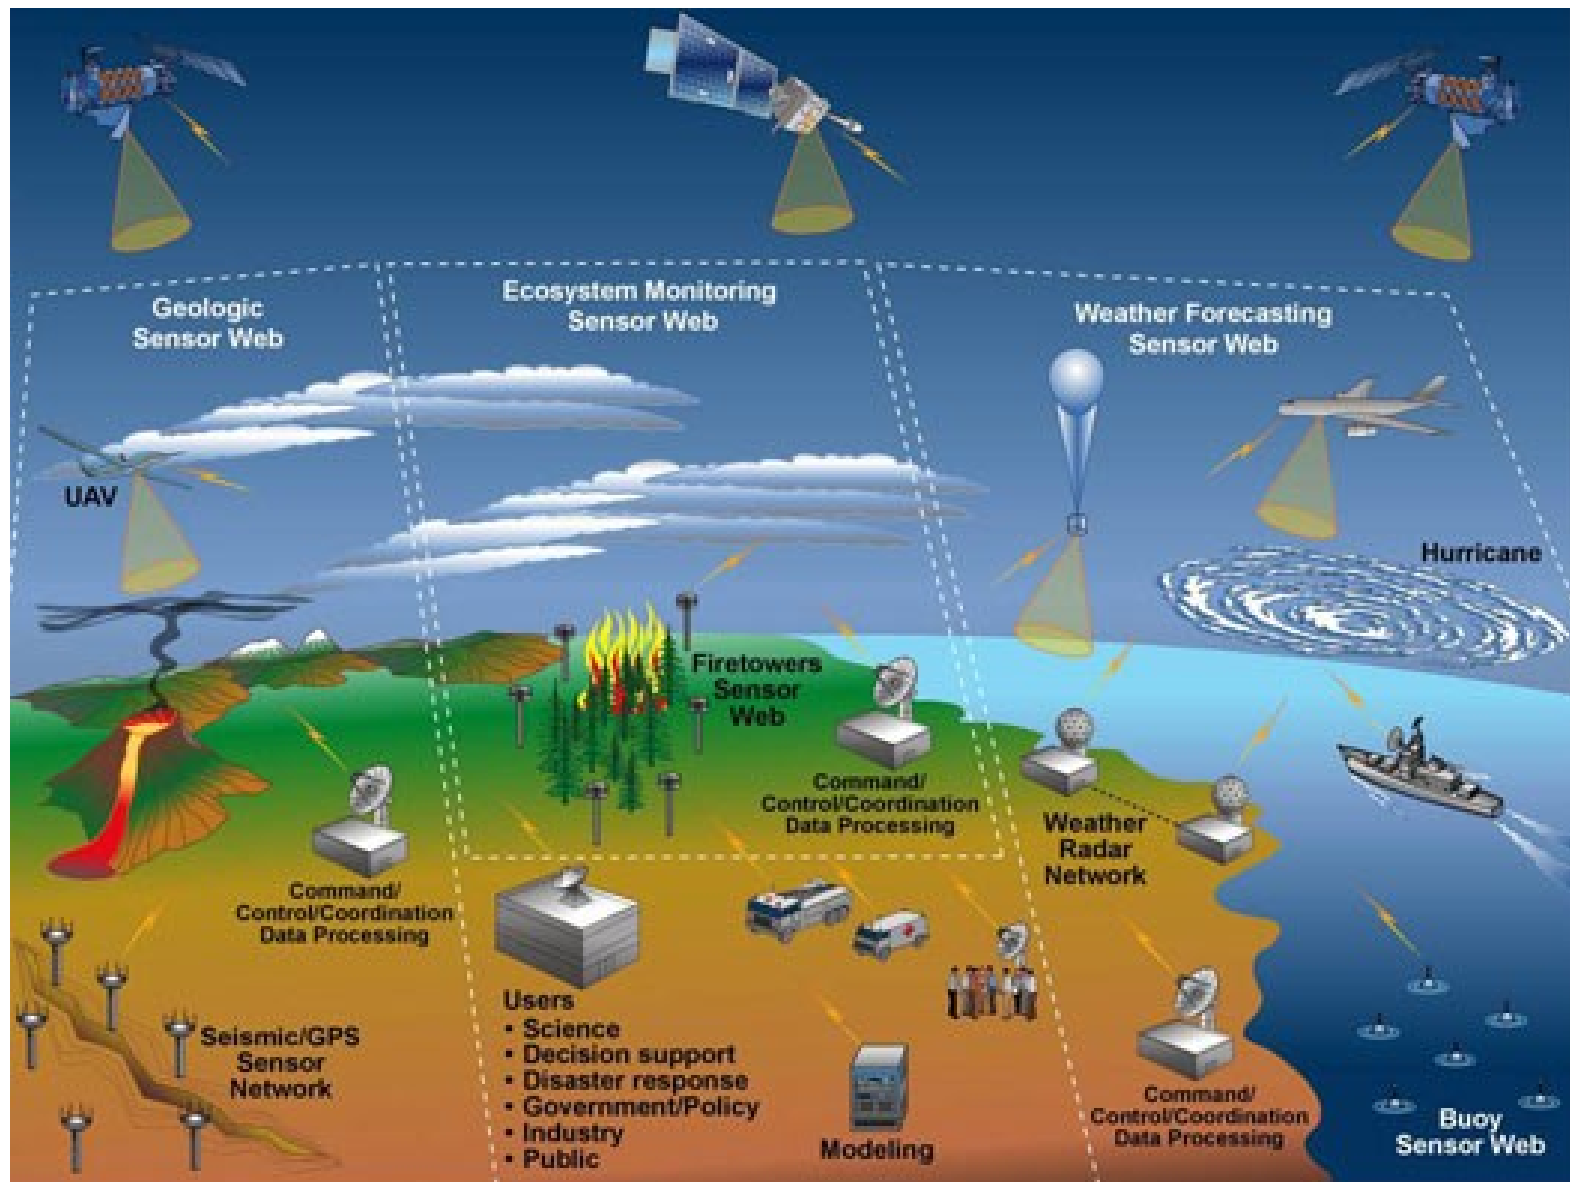 Geologic
Sensor Web
Ecosystem Monitoring
Sensor Web
Weather Forecasting
Sensor Web
UAV
Hurricane
Firetowers
Sensor
Web
Command/
Control/Coordination
Data Processing
Weather
Radar
Network
Command/
Control/Coordination
Data Processing
Users
• Science
• Decision support
• Disaster response
• Government/Policy
• Industry
• Public
Seismic/GPS
Sensor
Network
Modeling
Command/
Control/Coordination
Data Processing
Buoy
Sensor Web